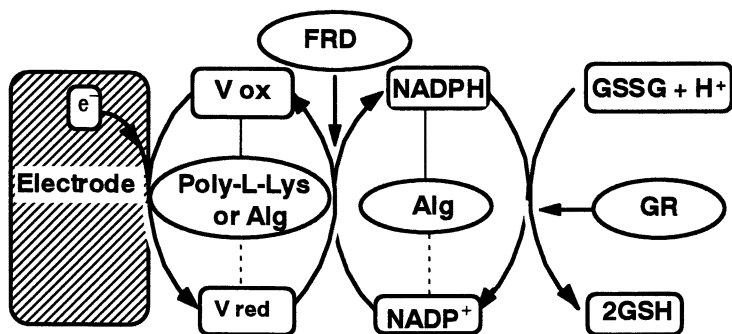 FRD
e⁻
V ox
NADPH
GSSG + H⁺
Electrode
Poly-L-Lys
or Alg
Alg
GR
V red
NADP⁺
2GSH